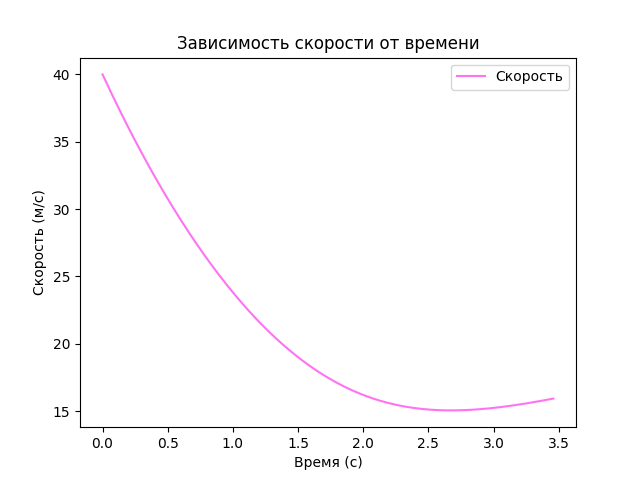 Зависимость скорости от времени
Скорость
40
35
30
25
20
15
Скорость (м/с)
0.0 0.5 1.0 1.5 2.0 2.5 3.0 3.5
Время (с)